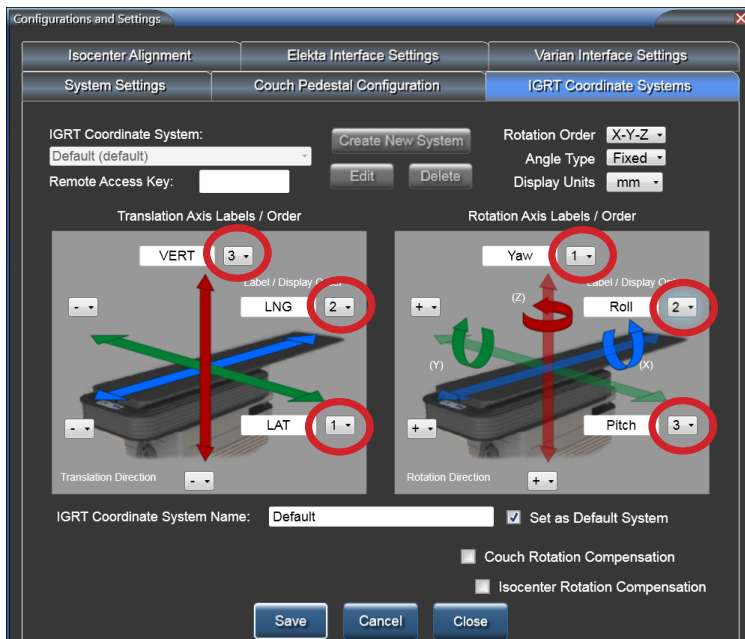 Configurations and Settings
Isocenter Alignment Elekta Interface Settings Varian Interface Settings
System Settings Couch Pedestal Configuration IGRT Coordinate Systems
IGRT Coordinate System: Create New System Rotation Order X-Y-Z
Default (default) Angle Type Fixed
Remote Access Key: Edit Delete Display Units mm
Translation Axis Labels / Order Rotation Axis Labels / Order
VERT 3 Yaw 1
Label / Display Order Label / Display Order
- LNG 2 + (Z) Roll 2
(Y) (X)
- LAT 1 + Pitch 3
Translation Direction - Rotation Direction +
IGRT Coordinate System Name: Default Set as Default System
Couch Rotation Compensation
Isocenter Rotation Compensation
Save Cancel Close